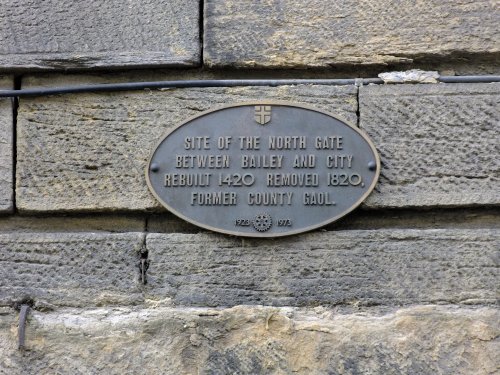 SITE OF THE NORTH GATE
BETWEEN BAILEY AND CITY
REBUILT 1420 REMOVED 1820.
FORMER COUNTY GAOL.
1923 1973